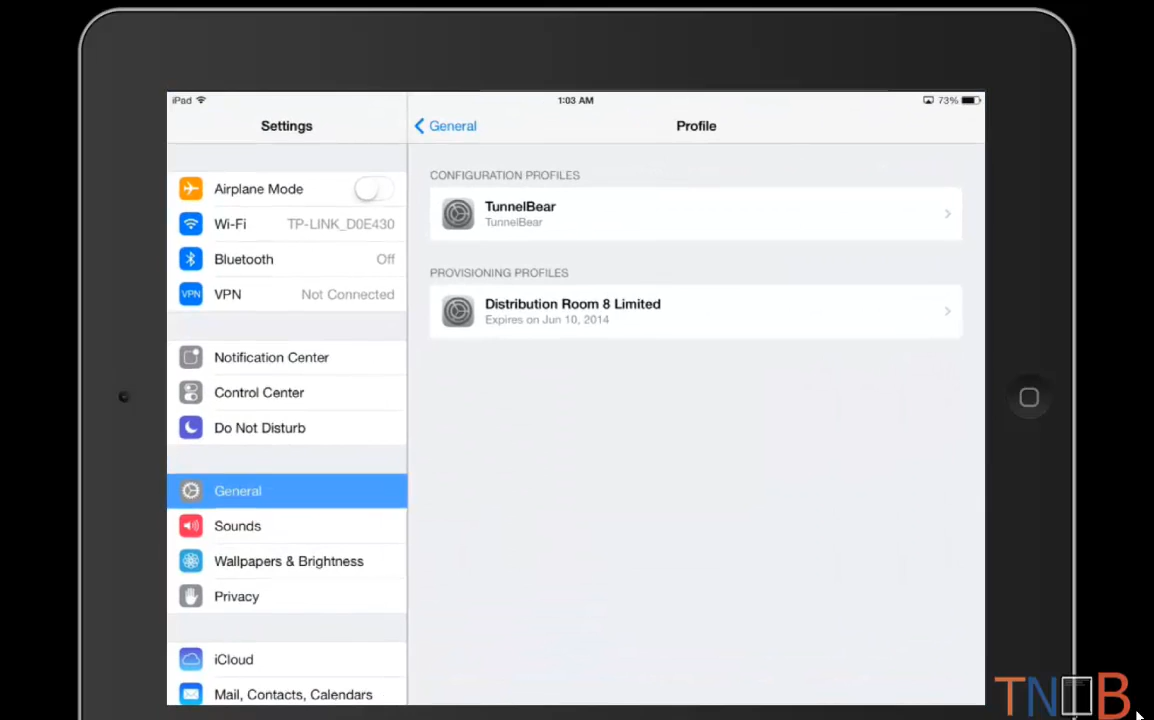 iPad 1:03 AM 73%
Settings
General Profile
Airplane Mode
Wi-Fi TP-LINK_D0E430
Bluetooth Off
VPN VPN Not Connected
Notification Center
Control Center
Do Not Disturb
General
Sounds
Wallpapers & Brightness
Privacy
iCloud
Mail, Contacts, Calendars
CONFIGURATION PROFILES
TunnelBear
TunnelBear
PROVISIONING PROFILES
Distribution Room 8 Limited
Expires on Jun 10, 2014